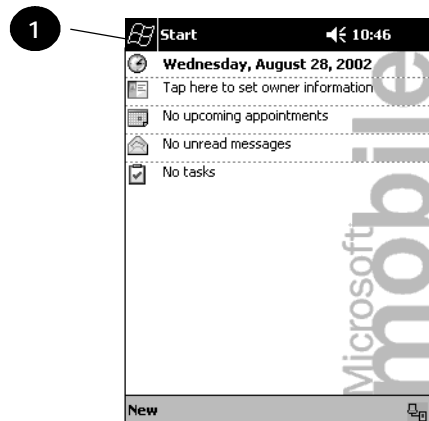 1
Start 10:46
Wednesday, August 28, 2002
Tap here to set owner information
No upcoming appointments
No unread messages
No tasks
Microsoft
mobile
New